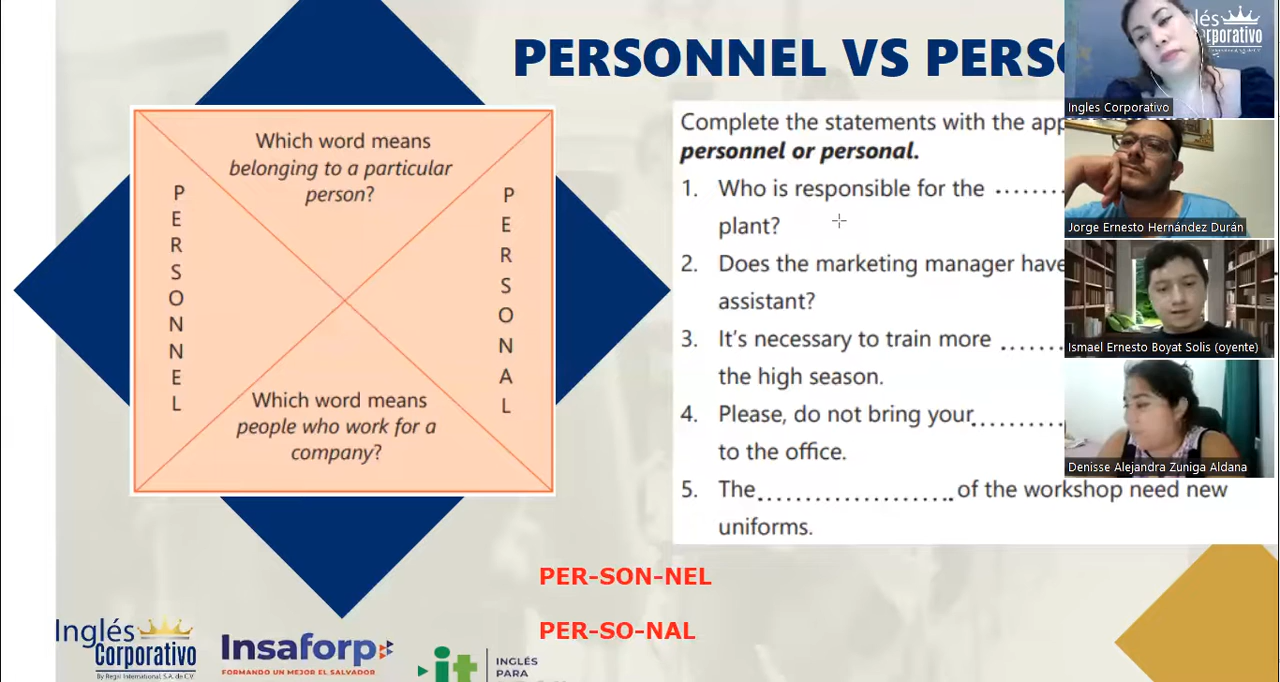 PERSONNEL VS
Which word means
belonging to a particular
person?
PERSONNEL
PERSONAL
Which word means
people who work for a
company?
Complete the statements with the
personnel or personal.
1. Who is responsible for the ........
plant?
2. Does the marketing manager have
assistant?
3. It's necessary to train more ......
the high season.
4. Please, do not bring your............
to the office.
5. The.....................of the workshop need new
uniforms.
PER-SON-NEL
PER-SO-NAL
Inglés
Corporativo
By Regni International, S.A. de C.V.
Insaforp
FORMANDO UN MEJOR EL SALVADOR
it
INGLÉS
PARA
Ingles Corporativo
Jorge Ernesto Hernández Durán
Ismael Ernesto Boyat Solis (oyente)
Denisse Alejandra Zuniga Aldana